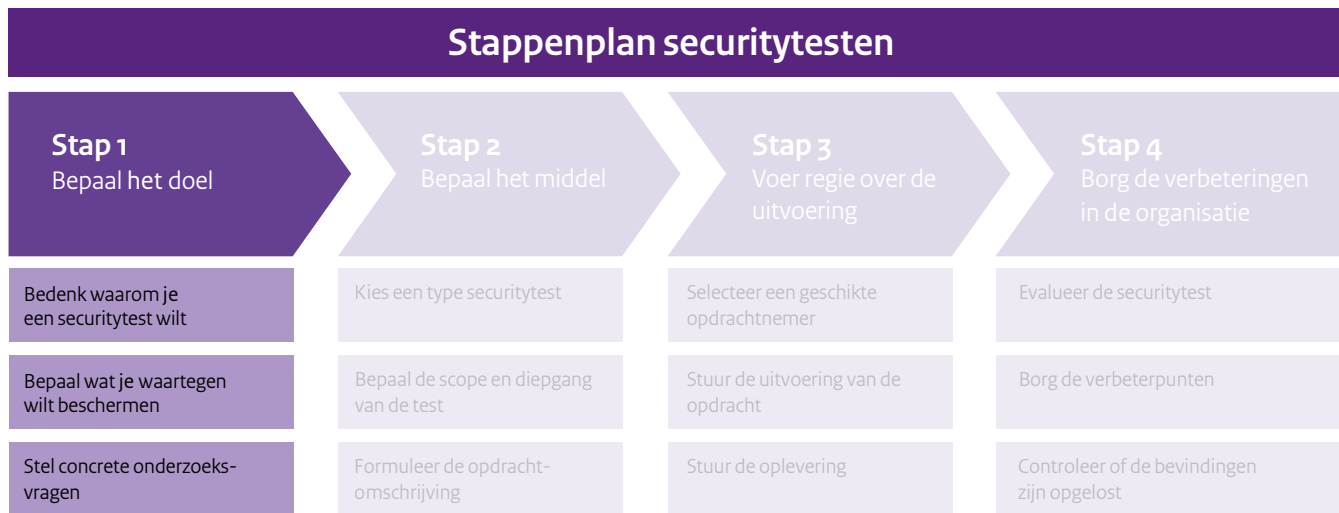 Stappenplan securitytesten
Stap 1
Bepaal het doel
Bedenk waarom je
een securitytest wilt
Bepaal wat je waartegen
wilt beschermen
Stel concrete onderzoeks-
vragen
Stap 2
Bepaal het middel
Kies een type securitytest
Bepaal de scope en diepgang
van de test
Formuleer de opdracht-
omschrijving
Stap 3
Voer regie over de
uitvoering
Selecteer een geschikte
opdrachtnemer
Stuur de uitvoering van de
opdracht
Stuur de oplevering
Stap 4
Borg de verbeteringen
in de organisatie
Evalueer de securitytest
Borg de verbeterpunten
Controleer of de bevindingen
zijn opgelost